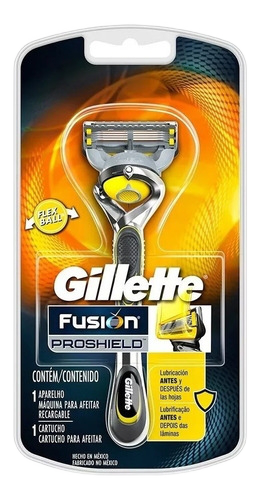 FLEX
BALL
Gillette
FUSION
PROSHIELD
CONTÉM/CONTENIDO
1 APARELHO
MÁQUINA PARA AFEITAR
RECARGABLE
1 CARTUCHO
CARTUCHO PARA AFEITAR
HECHO EN MÉXICO
FABRICADO NO MÉXICO
Lubricación
ANTES y
DESPUÉS de
las hojas
Lubrificação
ANTES e
DEPOIS das
lâminas